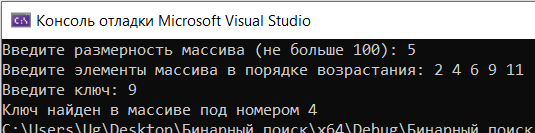 Консоль отладки Microsoft Visual Studio
Введите размерность массива (не больше 100): 5
Введите элементы массива в порядке возрастания: 2 4 6 9 11
Введите ключ: 9
Ключ найден в массиве под номером 4
C:\Users\Ug\Desktop\Бинарный поиск\x64\Debug\Бинарный поиск